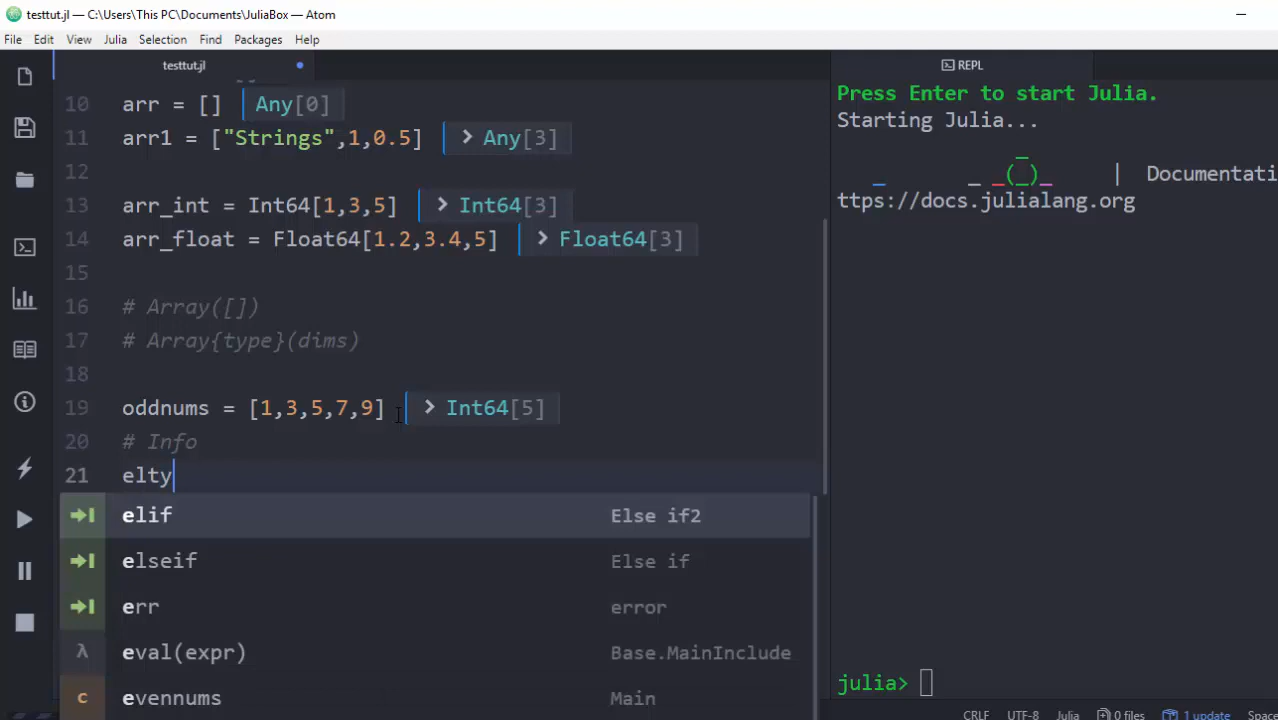 testtut.jl — C:\Users\This PC\Documents\JuliaBox — Atom
File Edit View Julia Selection Find Packages Help
testtut.jl
REPL
10 arr = [] Any[0]
11 arr1 = ["Strings",1,0.5] > Any[3]
12
13 arr_int = Int64[1,3,5] > Int64[3]
14 arr_float = Float64[1.2,3.4,5] > Float64[3]
15
16 # Array([])
17 # Array{type}(dims)
18
19 oddnums = [1,3,5,7,9] > Int64[5]
20 # Info
21 elty
elif Else if2
elseif Else if
err error
λ eval(expr) Base.MainInclude
c evennums Main
Press Enter to start Julia.
Starting Julia...
_
_ _ _(_)_ | Documentati
ttps://docs.julialang.org
julia>
CRLF UTF-8 Julia 0 files 1 update Spac